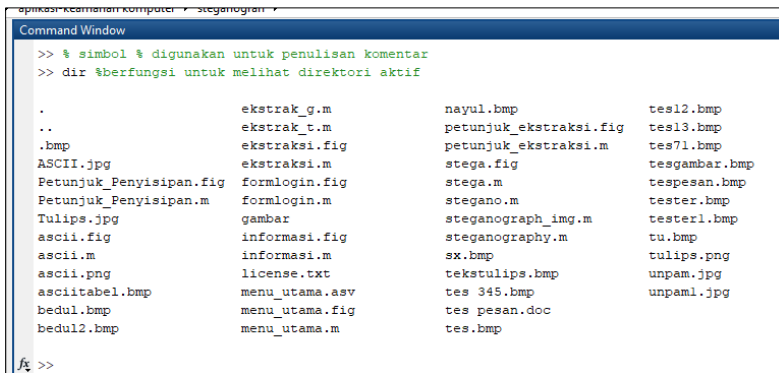 aplikasi-keamanan komputer ▸ steganografi ▸
Command Window
>> % simbol % digunakan untuk penulisan komentar
>> dir %berfungsi untuk melihat direktori aktif
. ekstrak_g.m nayul.bmp tes12.bmp
.. ekstrak_t.m petunjuk_ekstraksi.fig tes13.bmp
.bmp ekstraksi.fig petunjuk_ekstraksi.m tes71.bmp
ASCII.jpg ekstraksi.m stega.fig tesgambar.bmp
Petunjuk_Penyisipan.fig formlogin.fig stega.m tespesan.bmp
Petunjuk_Penyisipan.m formlogin.m stegano.m tester.bmp
Tulips.jpg gambar steganograph_img.m tester1.bmp
ascii.fig informasi.fig steganography.m tu.bmp
ascii.m informasi.m sx.bmp tulips.png
ascii.png license.txt tekstulips.bmp unpam.jpg
asciitabel.bmp menu_utama.asv tes 345.bmp unpam1.jpg
bedul.bmp menu_utama.fig tes pesan.doc
bedul2.bmp menu_utama.m tes.bmp
fx >>